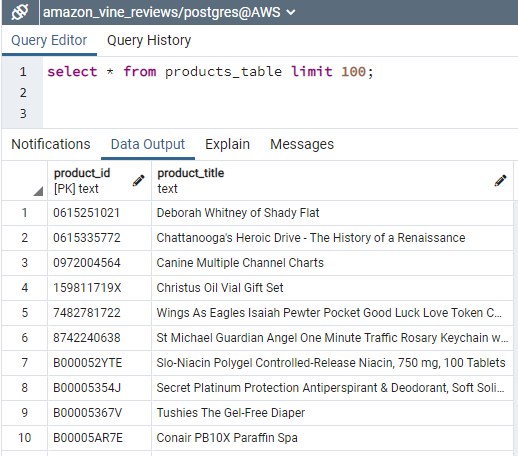 amazon_vine_reviews/postgres@AWS
Query Editor Query History
1 select * from products_table limit 100;
2
3
Notifications Data Output Explain Messages
product_id product_title
[PK] text text
1 0615251021 Deborah Whitney of Shady Flat
2 0615335772 Chattanooga's Heroic Drive - The History of a Renaissance
3 0972004564 Canine Multiple Channel Charts
4 159811719X Christus Oil Vial Gift Set
5 7482781722 Wings As Eagles Isaiah Pewter Pocket Good Luck Love Token C...
6 8742240638 St Michael Guardian Angel One Minute Traffic Rosary Keychain w...
7 B000052YTE Slo-Niacin Polygel Controlled-Release Niacin, 750 mg, 100 Tablets
8 B00005354J Secret Platinum Protection Antiperspirant & Deodorant, Soft Soli...
9 B00005367V Tushies The Gel-Free Diaper
10 B00005AR7E Conair PB10X Paraffin Spa